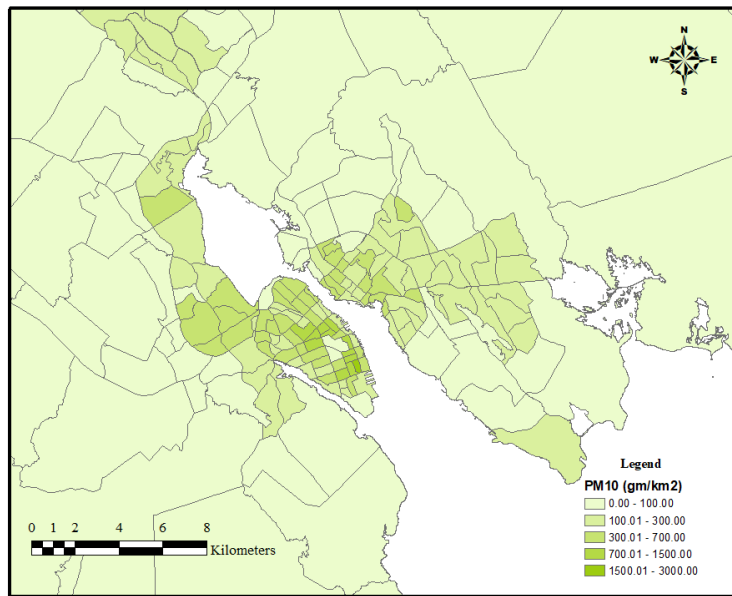 N
W E
S
Legend
PM10 (gm/km2)
0.00 - 100.00
100.01 - 300.00
300.01 - 700.00
700.01 - 1500.00
1500.01 - 3000.00
0 1 2 4 6 8
Kilometers